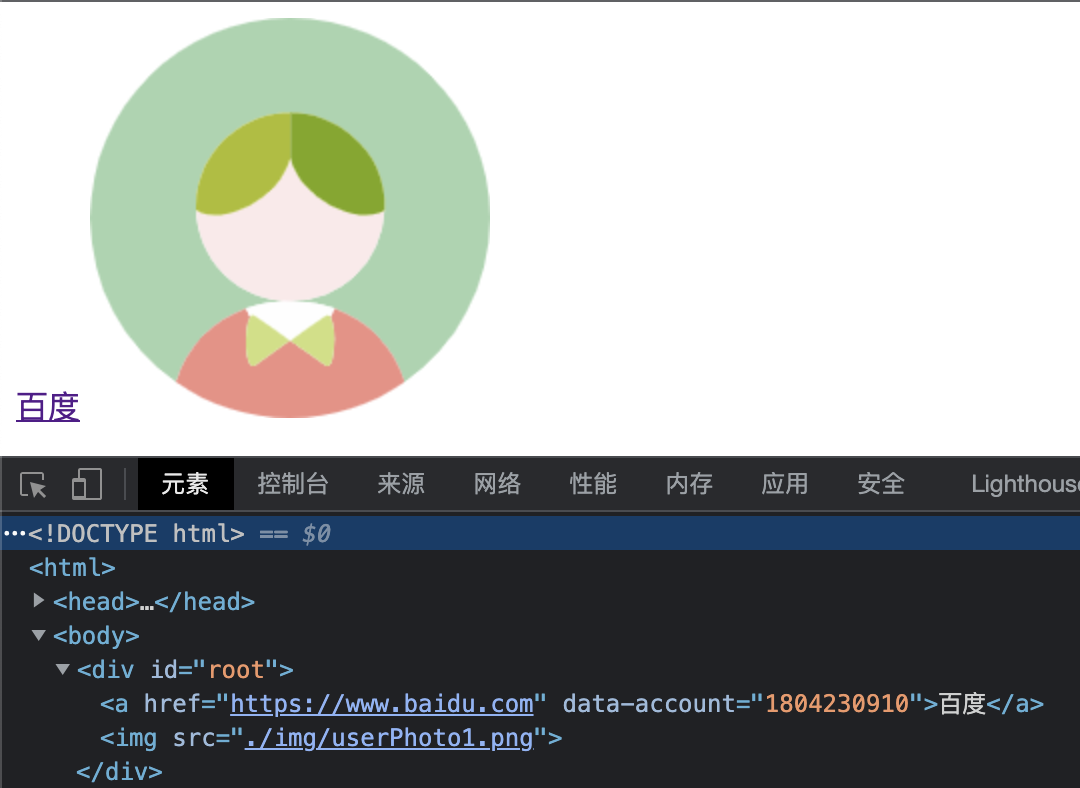 百度
元素 控制台 来源 网络 性能 内存 应用 安全 Lighthouse
···<!DOCTYPE html> == $0
<html>
▶<head>…</head>
▼<body>
▼<div id="root">
<a href="https://www.baidu.com" data-account="1804230910">百度</a>
<img src="./img/userPhoto1.png">
</div>